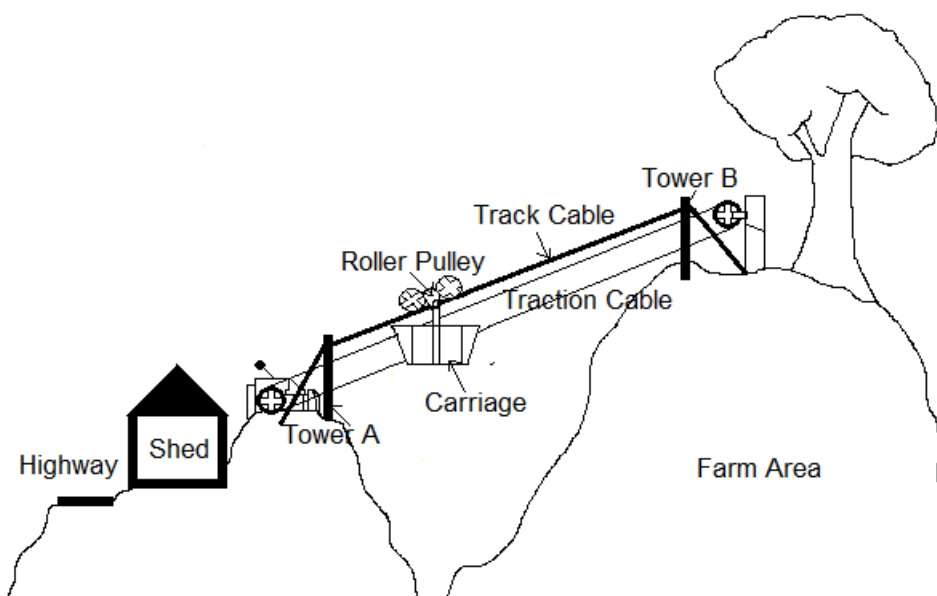 Tower B
Track Cable
Roller Pulley
Traction Cable
Carriage
Tower A
Shed
Highway
Farm Area